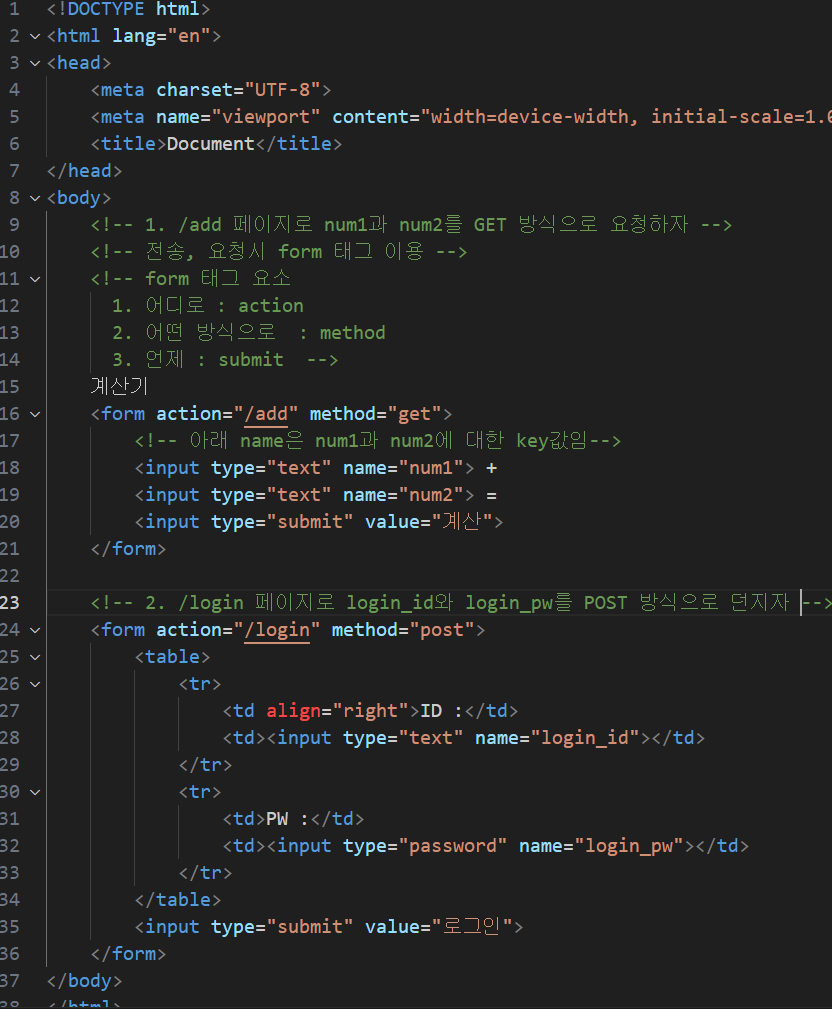 1 <!DOCTYPE html>
2 <html lang="en">
3 <head>
4 <meta charset="UTF-8">
5 <meta name="viewport" content="width=device-width, initial-scale=1.0
6 <title>Document</title>
7 </head>
8 <body>
9 <!-- 1. /add 페이지로 num1과 num2를 GET 방식으로 요청하자 -->
10 <!-- 전송, 요청시 form 태그 이용 -->
11 <!-- form 태그 요소
12 1. 어디로 : action
13 2. 어떤 방식으로  : method
14 3. 언제 : submit  -->
15 계산기
16 <form action="/add" method="get">
17 <!-- 아래 name은 num1과 num2에 대한 key값임-->
18 <input type="text" name="num1"> +
19 <input type="text" name="num2"> =
20 <input type="submit" value="계산">
21 </form>
22
23 <!-- 2. /login 페이지로 login_id와 login_pw를 POST 방식으로 던지자 -->
24 <form action="/login" method="post">
25 <table>
26 <tr>
27 <td align="right">ID :</td>
28 <td><input type="text" name="login_id"></td>
29 </tr>
30 <tr>
31 <td>PW :</td>
32 <td><input type="password" name="login_pw"></td>
33 </tr>
34 </table>
35 <input type="submit" value="로그인">
36 </form>
37 </body>
38 </html>